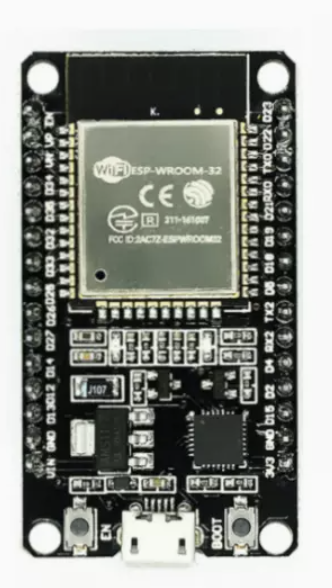 WiFi ESP-WROOM-32
CE
R 211-161007
FCC ID:2AC7Z-ESPWROOM32
EN
VP
VN
D34
D35
D32
D33
D25
D26
D27
D14
D12
D13
GND
VIN
D23
D22
TX0
RX0
D21
D19
D18
D5
TX2
RX2
D4
D2
D15
GND
3V3
J107
EN
BOOT